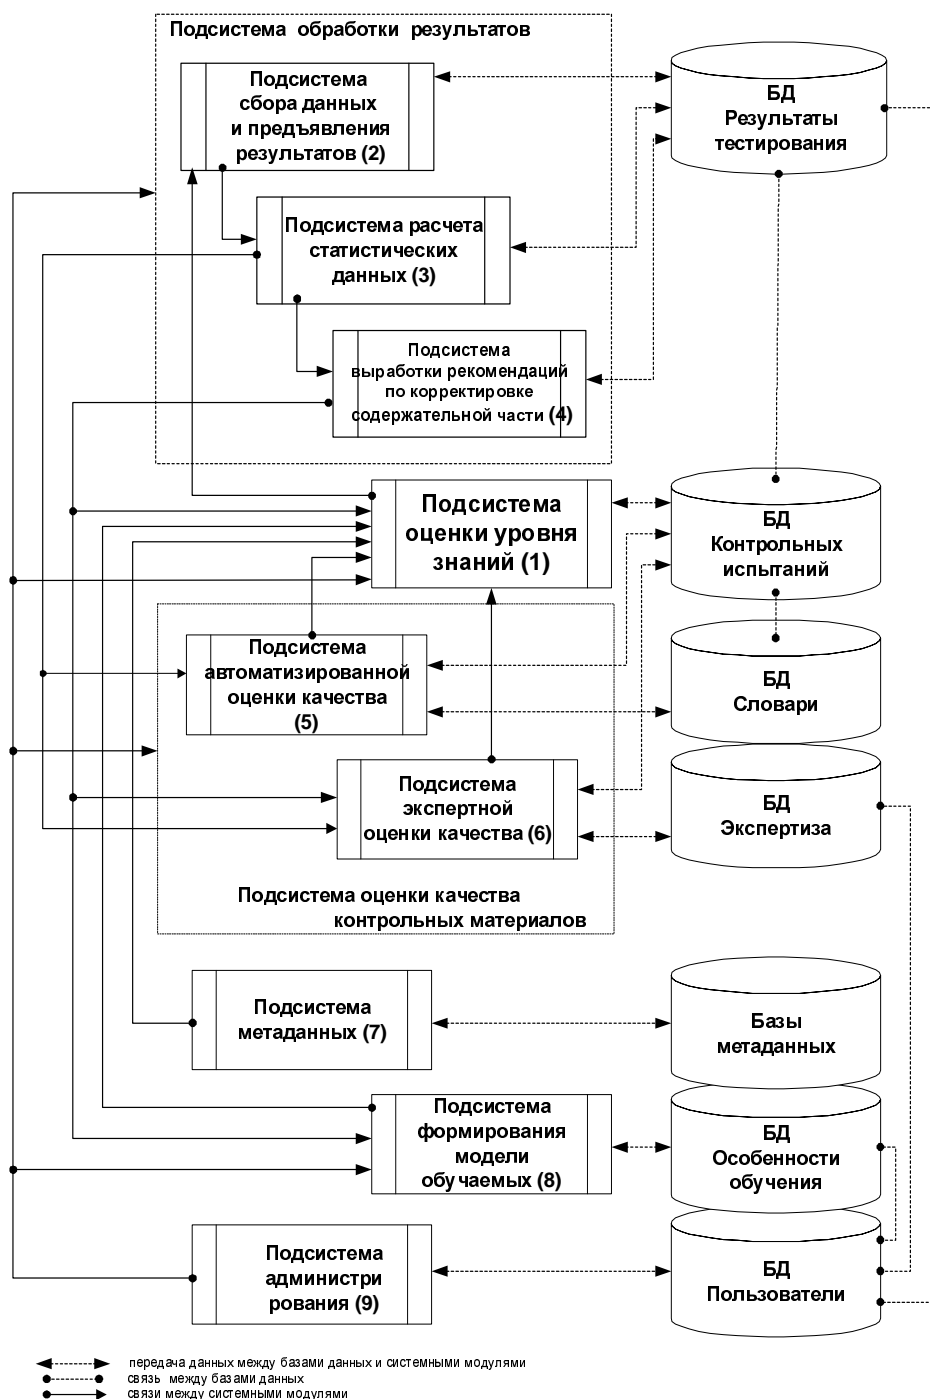 Подсистема обработки результатов
Подсистема
сбора данных
и предъявления
результатов (2)
БД
Результаты
тестирования
Подсистема расчета
статистических
данных (3)
Подсистема
выработки рекомендаций
по корректировке
содержательной части (4)
Подсистема
оценки уровня
знаний (1)
БД
Контрольных
испытаний
Подсистема
автоматизированной
оценки качества
(5)
БД
Словари
Подсистема
экспертной
оценки качества (6)
БД
Экспертиза
Подсистема оценки качества
контрольных материалов
Подсистема
метаданных (7)
Базы
метаданных
Подсистема
формирования
модели
обучаемых (8)
БД
Особенности
обучения
Подсистема
администри
рования (9)
БД
Пользователи
передача данных между базами данных и системными модулями
связь между базами данных
связи между системными модулями